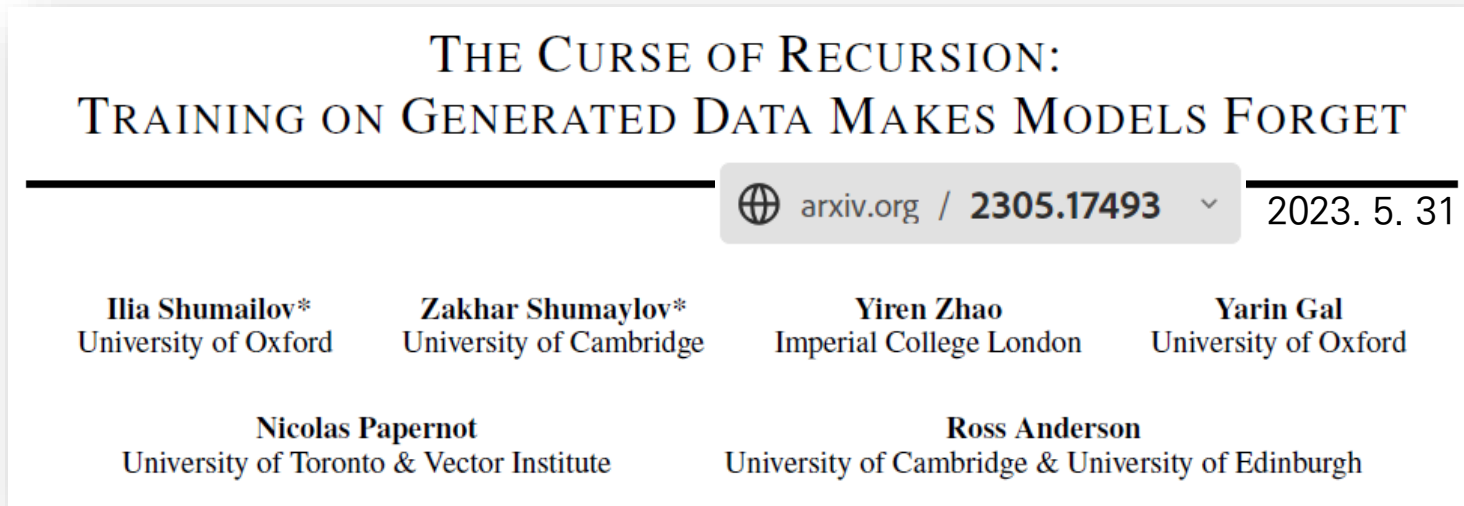 THE CURSE OF RECURSION:
TRAINING ON GENERATED DATA MAKES MODELS FORGET
arxiv.org / 2305.17493
2023. 5. 31
Ilia Shumailov* Zakhar Shumaylov* Yiren Zhao Yarin Gal
University of Oxford University of Cambridge Imperial College London University of Oxford
Nicolas Papernot Ross Anderson
University of Toronto & Vector Institute University of Cambridge & University of Edinburgh